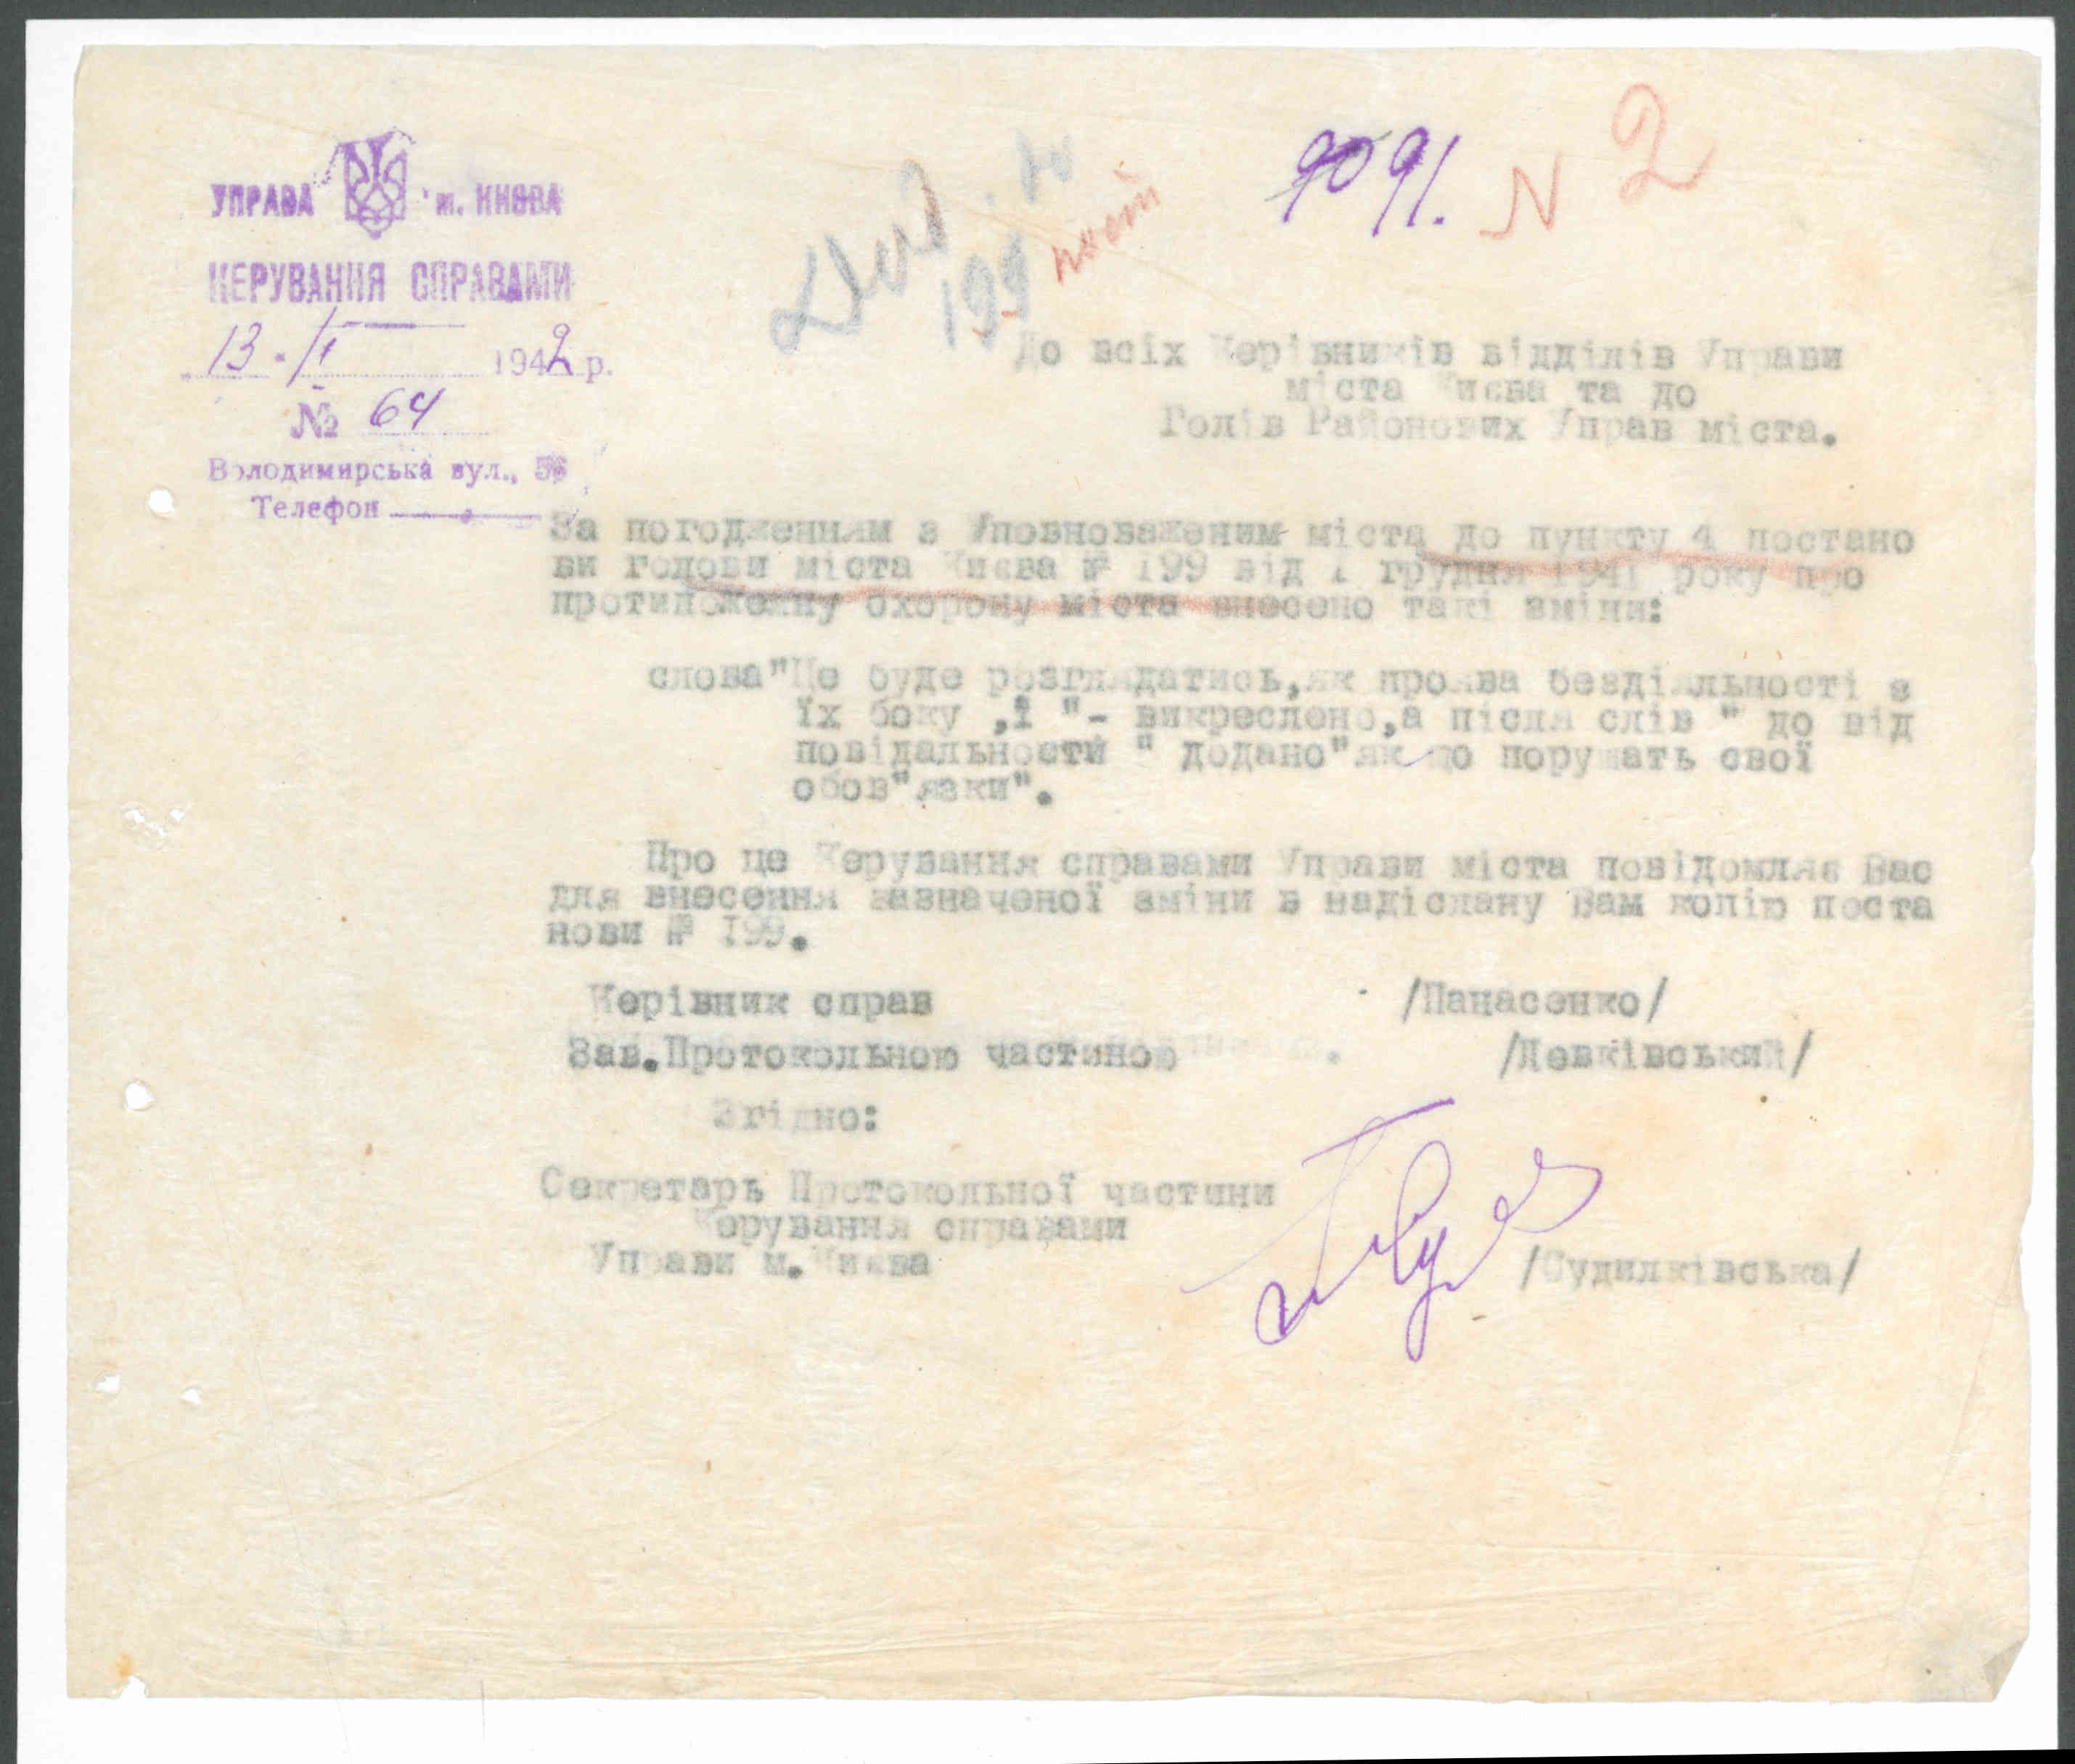 УПРАВА м. КИЄВА
КЕРУВАННЯ СПРАВАМИ
"13." I 1942 р.
№ 64
Володимирська вул., 56
Телефон
199
91. N 2
До всіх Керівників відділів Управи
міста Києва та до
Голів Районових Управ міста.
За погодженням з Уповноваженим міста до пункту 4 постано
ви голови міста Києва № 199 від I грудня 1941 року про
протипожежну охорону міста внесено такі зміни:
слова"Це буде розглядатись,як проява бездіяльності з
їх боку ,і "- викреслено,а після слів " до від
повідальности " додано"як що порушать свої
обов"язки".
Про це Керування справами Управи міста повідомляє Вас
для внесення зазначеної зміни в надіслану Вам копію поста
нови № I99.
Керівник справ /Панасенко/
Зав.Протокольною частиною /Левківський/
Згідно:
Секретарь Протокольної частини
Керування справами
Управи м. Києва /Судилківська/